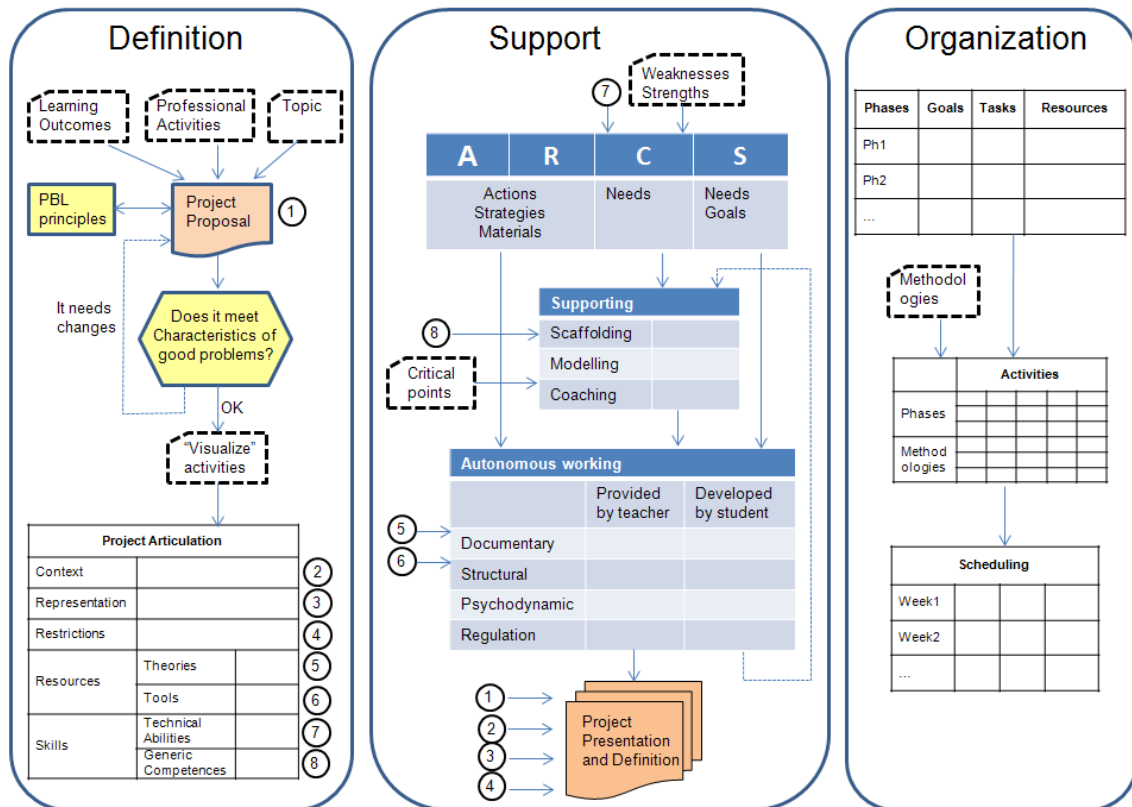 Definition
Learning
Outcomes
Professional
Activities
Topic
PBL
principles
Project
Proposal
1
It needs
changes
Does it meet
Characteristics of
good problems?
OK
“Visualize”
activities
Project Articulation
Context
2
Representation
3
Restrictions
4
Resources
Theories
5
Tools
6
Skills
Technical
Abilities
7
Generic
Competences
8
Support
7
Weaknesses
Strengths
A R C S
Actions
Strategies
Materials
Needs
Needs
Goals
Supporting
8
Scaffolding
Modelling
Coaching
Critical
points
Autonomous working
Provided
by teacher
Developed
by student
5
Documentary
6
Structural
Psychodynamic
Regulation
1
2
3
4
Project
Presentation
and Definition
Organization
Phases Goals Tasks Resources
Ph1
Ph2
...
Methodol
ogies
Activities
Phases
Method
ologies
Scheduling
Week1
Week2
...